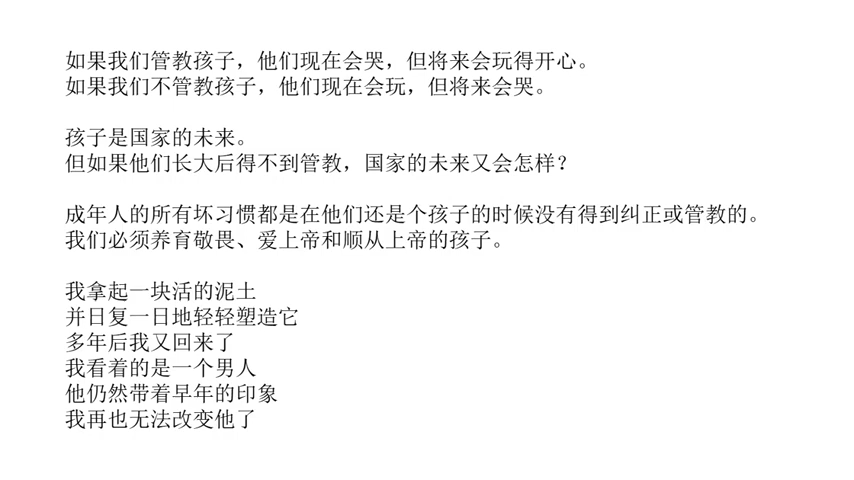 如果我们管教孩子，他们现在会哭，但将来会玩得开心。
如果我们不管教孩子，他们现在会玩，但将来会哭。
孩子是国家的未来。
但如果他们长大后得不到管教，国家的未来又会怎样？
成年人的所有坏习惯都是在他们还是个孩子的时候没有得到纠正或管教的。
我们必须养育敬畏、爱上帝和顺从上帝的孩子。
我拿起一块活的泥土
并日复一日地轻轻塑造它
多年后我又回来了
我看着的是一个男人
他仍然带着早年的印象
我再也无法改变他了